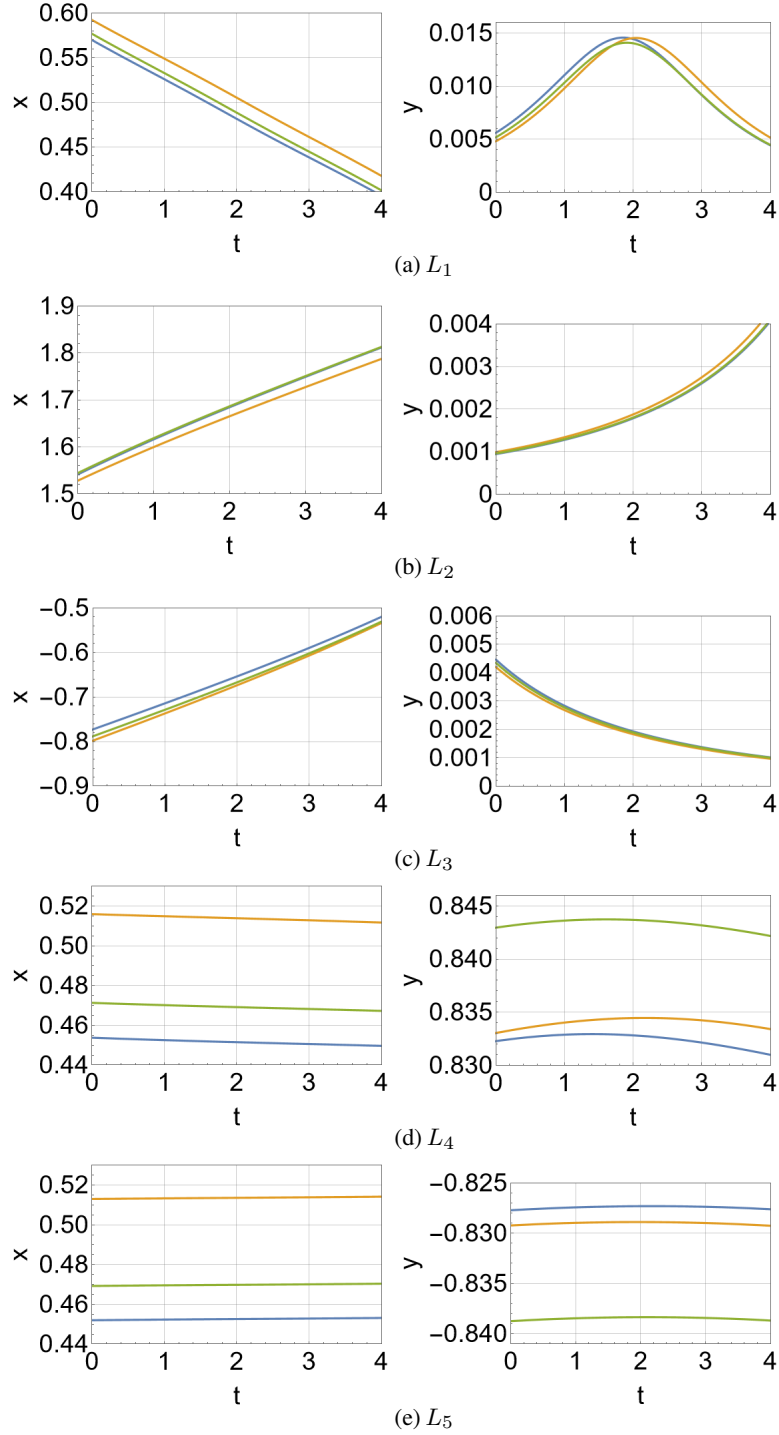 0.60
0.55
0.50
0.45
0.40
x
0 1 2 3 4
t
0.015
0.010
0.005
0
y
0 1 2 3 4
t
(a) L1
1.9
1.8
1.7
1.6
1.5
x
0 1 2 3 4
t
0.004
0.003
0.002
0.001
0
y
0 1 2 3 4
t
(b) L2
−0.5
−0.6
−0.7
−0.8
−0.9
x
0 1 2 3 4
t
0.006
0.005
0.004
0.003
0.002
0.001
0
y
0 1 2 3 4
t
(c) L3
0.52
0.50
0.48
0.46
0.44
x
0 1 2 3 4
t
0.845
0.840
0.835
0.830
y
0 1 2 3 4
t
(d) L4
0.52
0.50
0.48
0.46
0.44
x
0 1 2 3 4
t
−0.825
−0.830
−0.837
−0.840
y
0 1 2 3 4
t
(e) L5